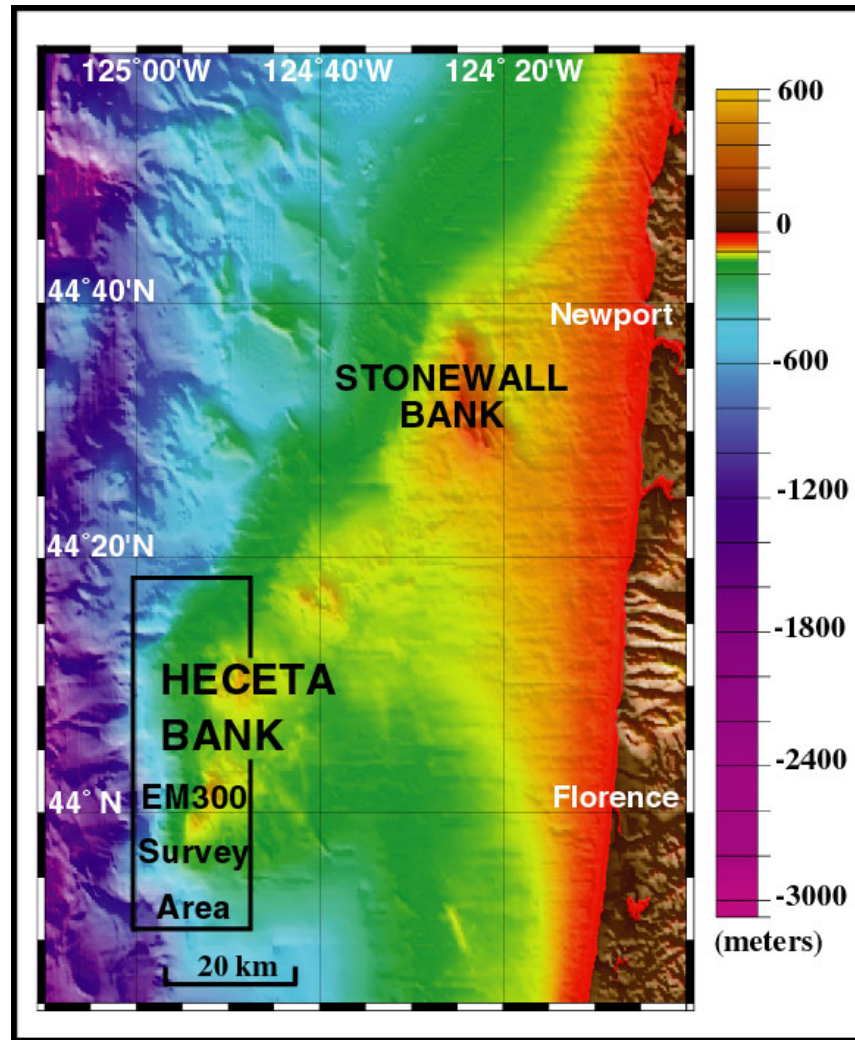 125°00'W 124°40'W 124° 20'W
600
0
44°40'N
Newport
-600
STONEWALL
BANK
-1200
44°20'N
-1800
HECETA
BANK
-2400
EM300
44° N
Florence
Survey
-3000
Area
(meters)
20 km